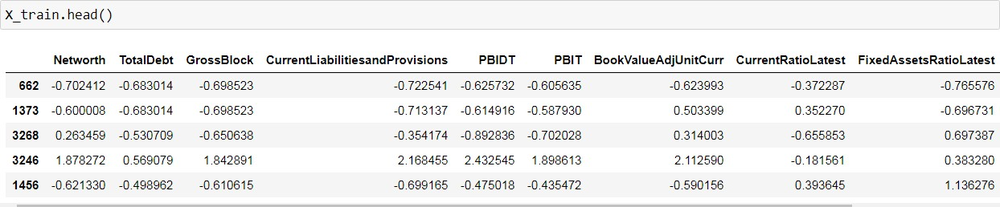 X_train.head()
Networth TotalDebt GrossBlock CurrentLiabilitiesandProvisions PBIDT PBIT BookValueAdjUnitCurr CurrentRatioLatest FixedAssetsRatioLatest
662 -0.702412 -0.683014 -0.698523 -0.722541 -0.625732 -0.605635 -0.623993 -0.372287 -0.765576
1373 -0.600008 -0.683014 -0.698523 -0.713137 -0.614916 -0.587930 0.503399 0.352270 -0.696731
3268 0.263459 -0.530709 -0.650638 -0.354174 -0.892836 -0.702028 0.314003 -0.655853 0.697387
3246 1.878272 0.569079 1.842891 2.168455 2.432545 1.898613 2.112590 -0.181561 0.383280
1456 -0.621330 -0.498962 -0.610615 -0.699165 -0.475018 -0.435472 -0.590156 0.393645 1.136276